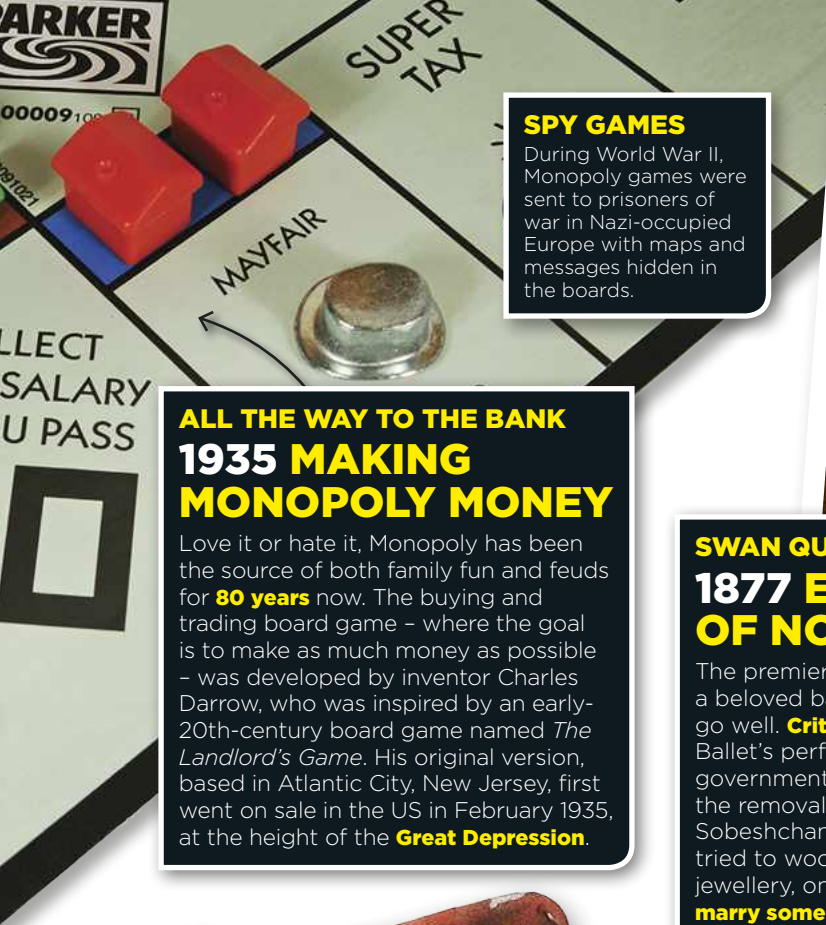 PARKER
00009
091021
SUPER
TAX
MAYFAIR
LLECT
SALARY
U PASS
SPY GAMES
During World War II,
Monopoly games were
sent to prisoners of
war in Nazi-occupied
Europe with maps and
messages hidden in
the boards.
ALL THE WAY TO THE BANK
1935 MAKING
MONOPOLY MONEY
Love it or hate it, Monopoly has been
the source of both family fun and feuds
for 80 years now. The buying and
trading board game – where the goal
is to make as much money as possible
– was developed by inventor Charles
Darrow, who was inspired by an early-
20th-century board game named The
Landlord's Game. His original version,
based in Atlantic City, New Jersey, first
went on sale in the US in February 1935,
at the height of the Great Depression.
SWAN QU
1877 E
OF NO
The premier
a beloved b
go well. Crit
Ballet's perf
government
the removal
Sobeshchan
tried to woo
jewellery, on
marry some